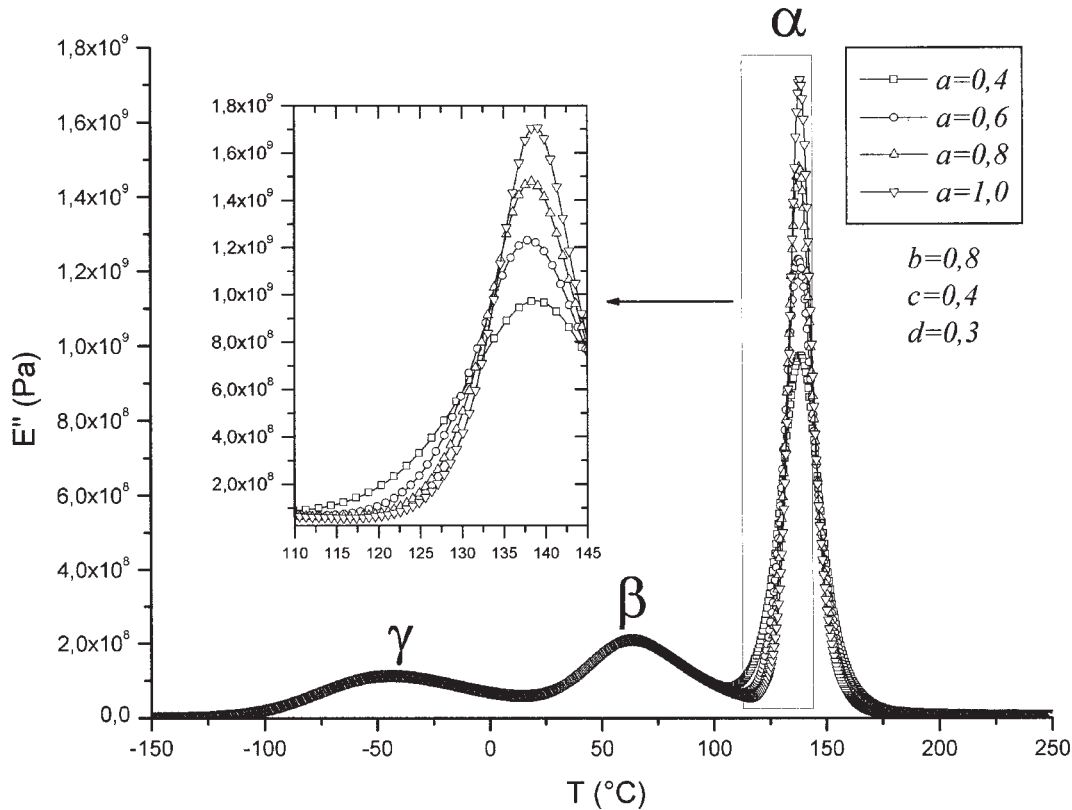 α
1,8x10⁹
1,6x10⁹
1,4x10⁹
1,2x10⁹
1,0x10⁹
8,0x10⁸
6,0x10⁸
4,0x10⁸
2,0x10⁸
0,0
E" (Pa)
1,8x10⁹
1,6x10⁹
1,4x10⁹
1,2x10⁹
1,0x10⁹
8,0x10⁸
6,0x10⁸
4,0x10⁸
2,0x10⁸
110 115 120 125 130 135 140 145
a=0,4
a=0,6
a=0,8
a=1,0
b=0,8
c=0,4
d=0,3
γ
β
-150 -100 -50 0 50 100 150 200 250
T (°C)